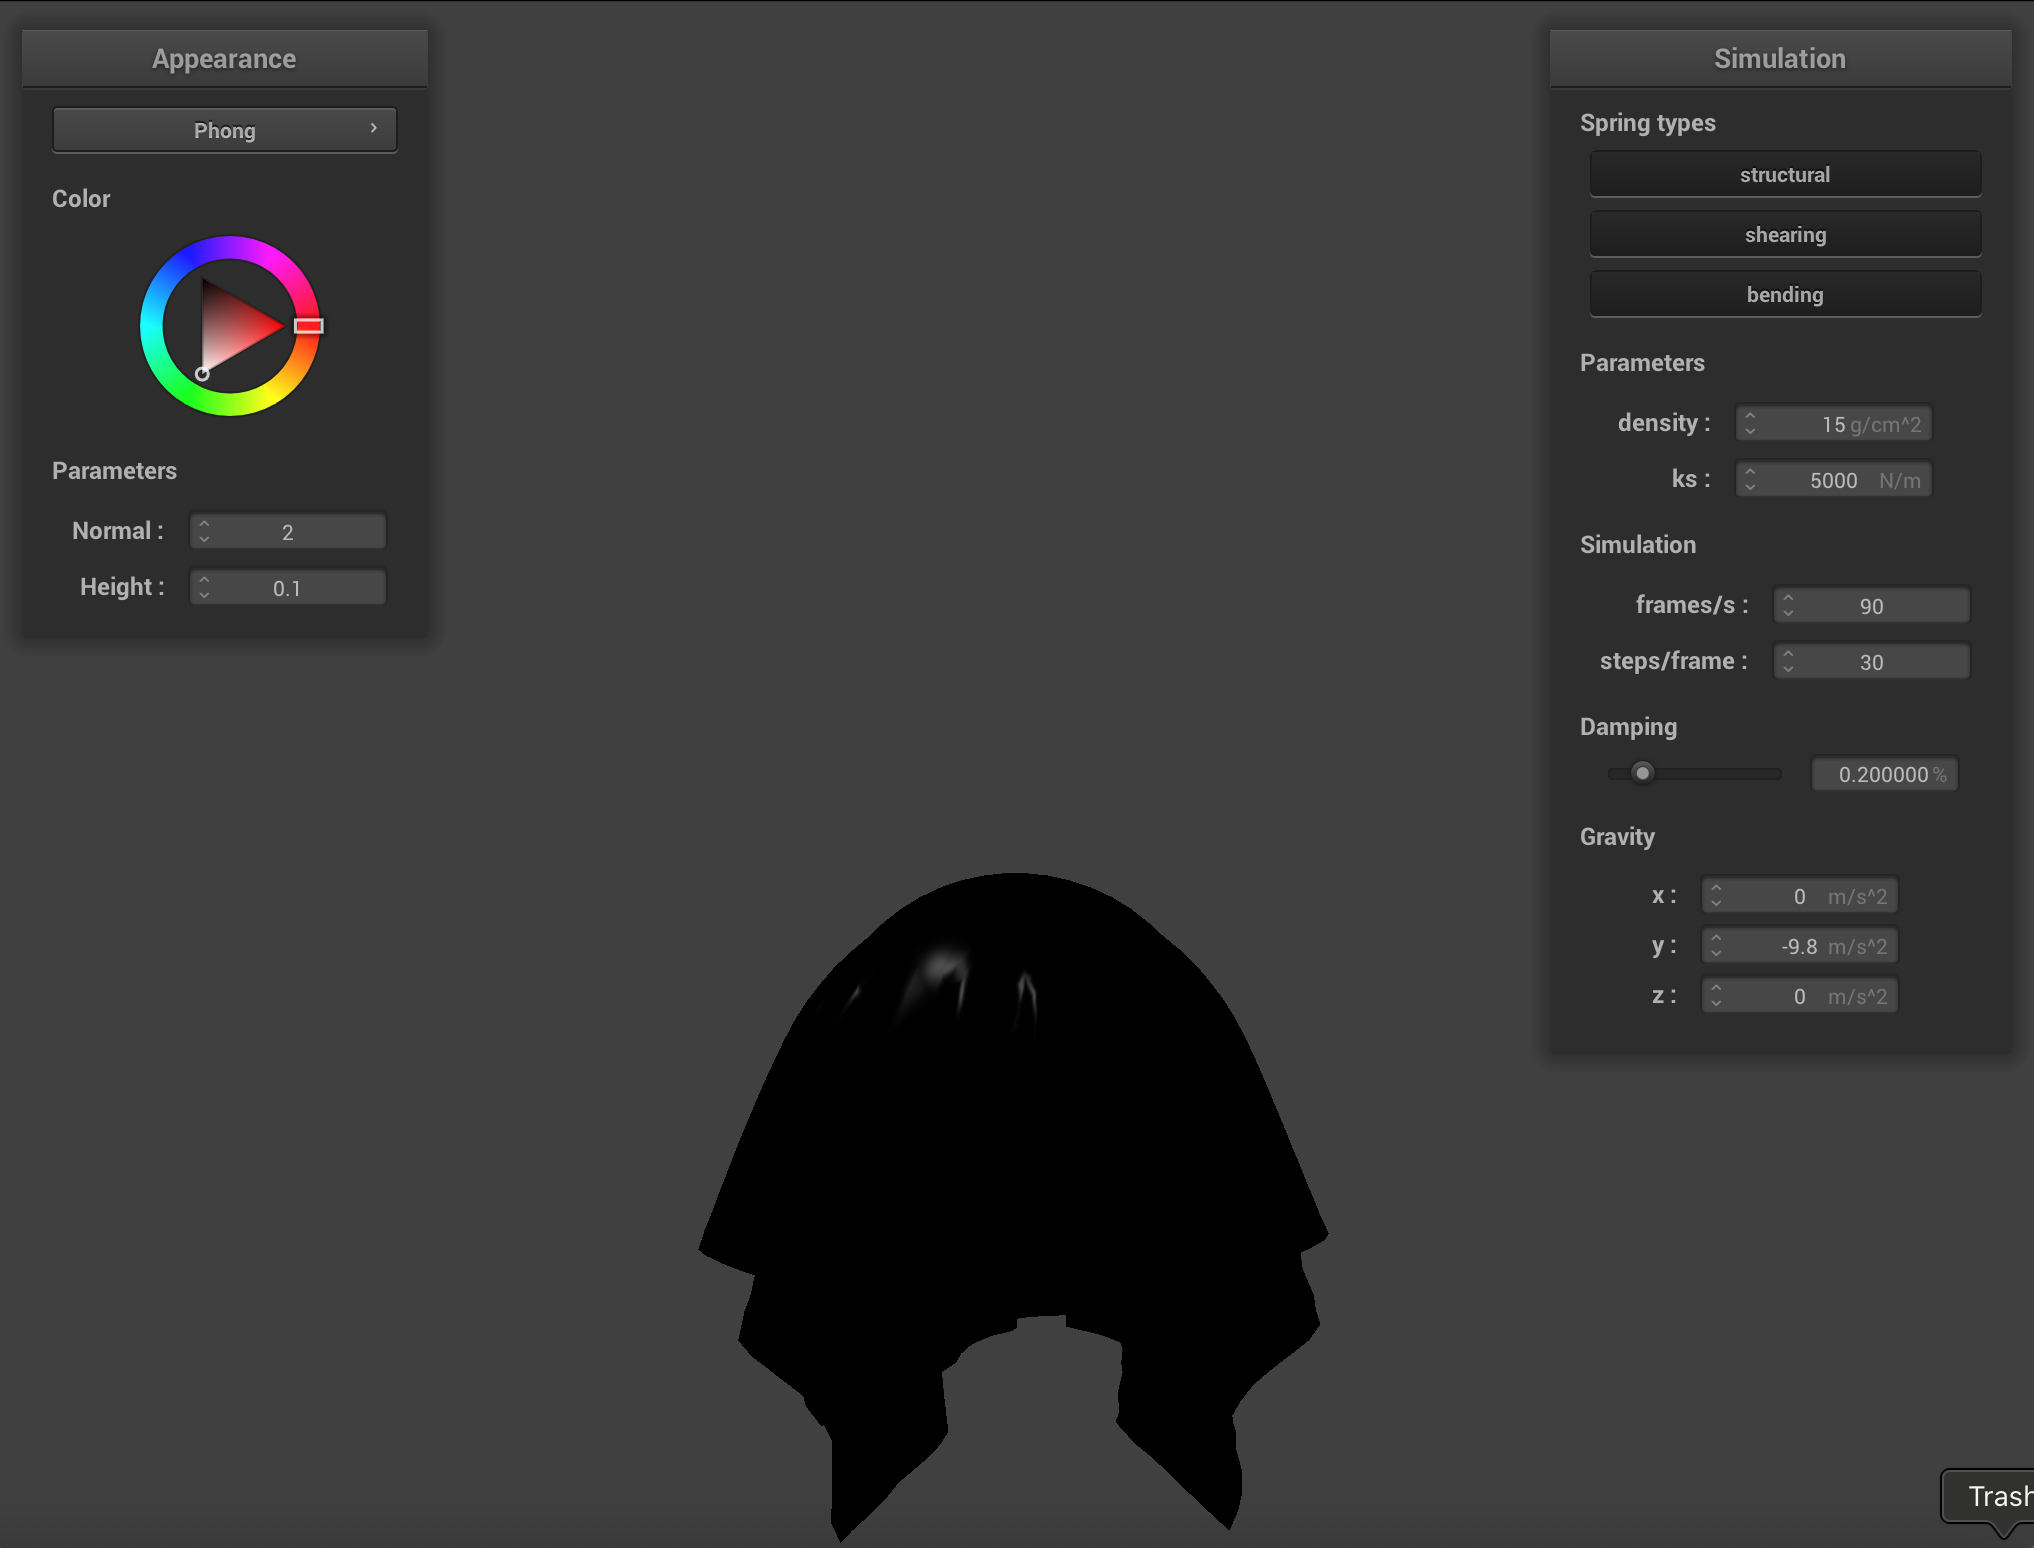 Appearance
Phong
Color
Parameters
Normal : 2
Height : 0.1
Simulation
Spring types
structural
shearing
bending
Parameters
density : 15 g/cm^2
ks : 5000 N/m
Simulation
frames/s : 90
steps/frame : 30
Damping
0.200000 %
Gravity
x : 0 m/s^2
y : -9.8 m/s^2
z : 0 m/s^2
Trash